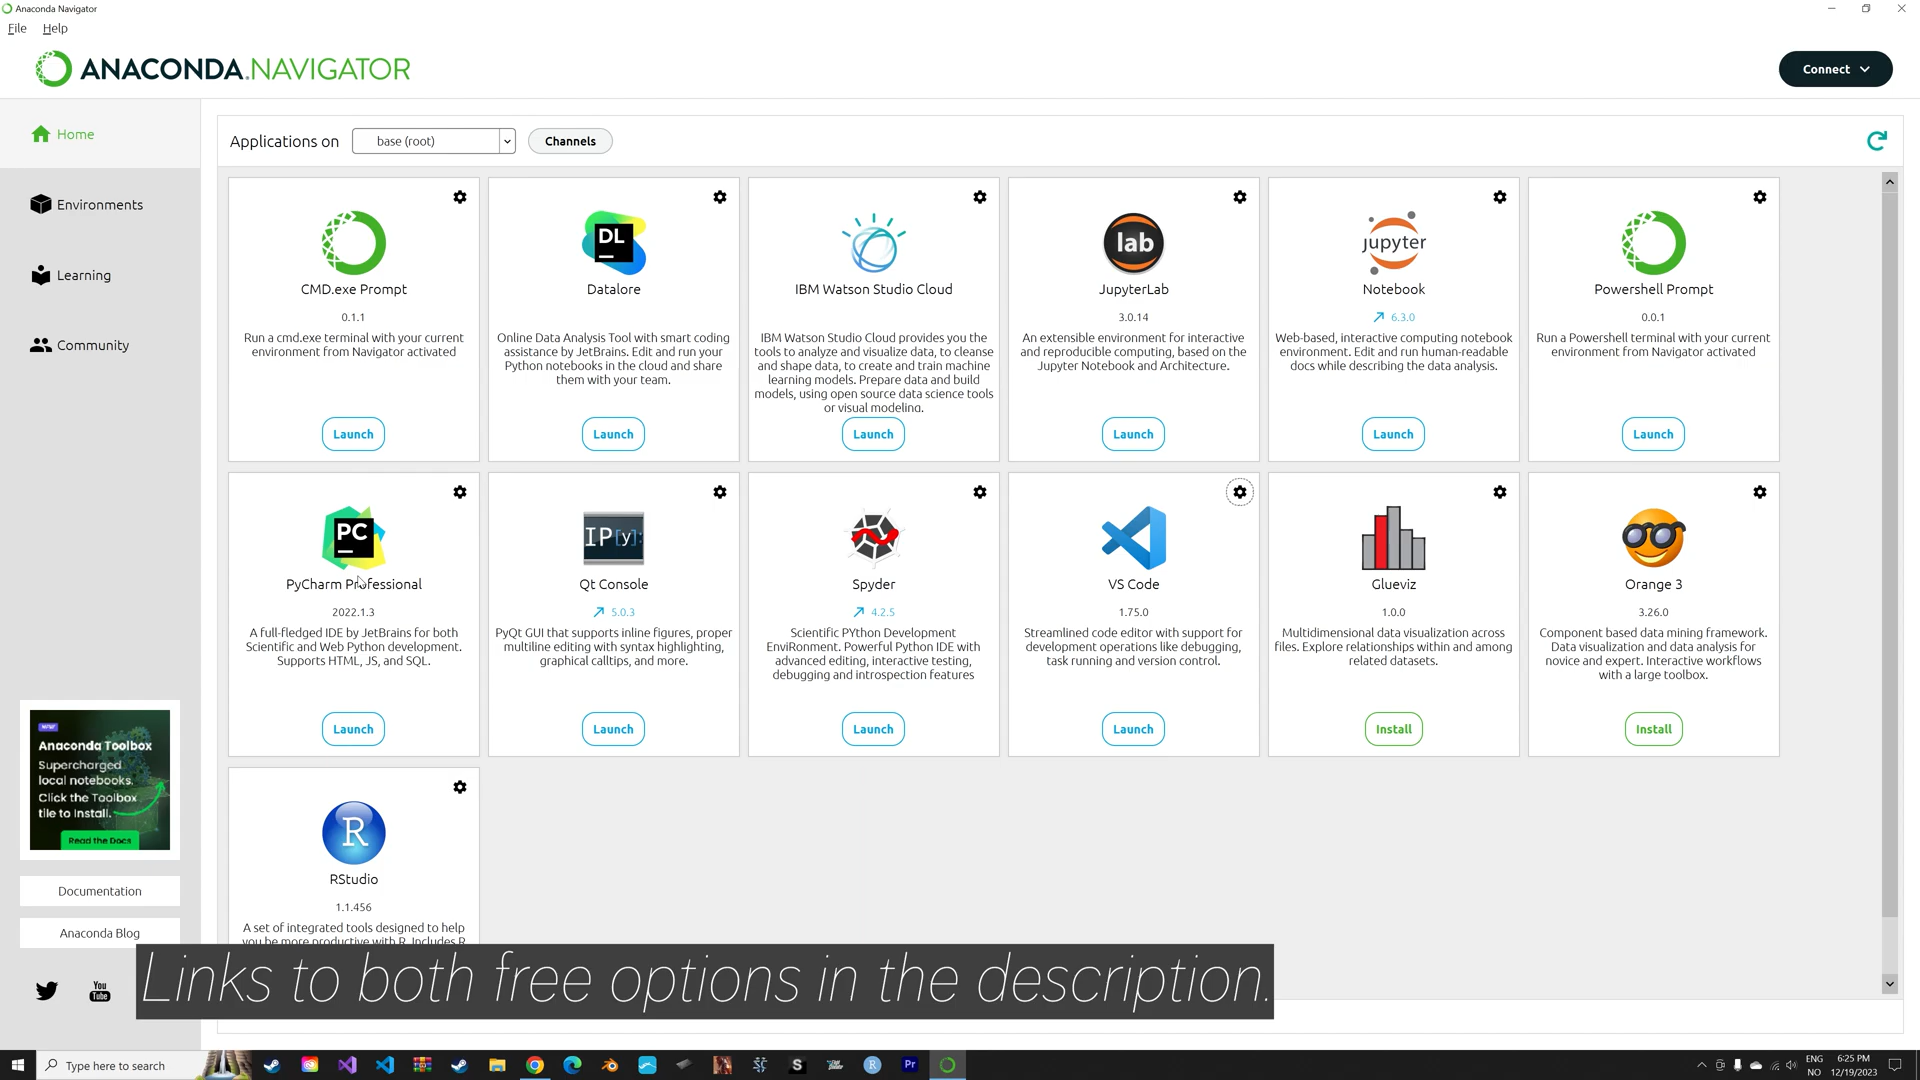 Anaconda Navigator
File Help
ANACONDA.NAVIGATOR
Connect
Home
Environments
Learning
Community
Applications on base (root) Channels
CMD.exe Prompt
0.1.1
Run a cmd.exe terminal with your current
environment from Navigator activated
Launch
DL
Datalore
Online Data Analysis Tool with smart coding
assistance by JetBrains. Edit and run your
Python notebooks in the cloud and share
them with your team.
Launch
IBM Watson Studio Cloud
IBM Watson Studio Cloud provides you the
tools to analyze and visualize data, to cleanse
and shape data, to create and train machine
learning models. Prepare data and build
models, using open source data science tools
or visual modeling.
Launch
lab
JupyterLab
3.0.14
An extensible environment for interactive
and reproducible computing, based on the
Jupyter Notebook and Architecture.
Launch
jupyter
Notebook
6.3.0
Web-based, interactive computing notebook
environment. Edit and run human-readable
docs while describing the data analysis.
Launch
Powershell Prompt
0.0.1
Run a Powershell terminal with your current
environment from Navigator activated
Launch
PC
PyCharm Professional
2022.1.3
A full-fledged IDE by JetBrains for both
Scientific and Web Python development.
Supports HTML, JS, and SQL.
Launch
IP[y]:
Qt Console
5.0.3
PyQt GUI that supports inline figures, proper
multiline editing with syntax highlighting,
graphical calltips, and more.
Launch
Spyder
4.2.5
Scientific PYthon Development
EnviRonment. Powerful Python IDE with
advanced editing, interactive testing,
debugging and introspection features
Launch
VS Code
1.75.0
Streamlined code editor with support for
development operations like debugging,
task running and version control.
Launch
Glueviz
1.0.0
Multidimensional data visualization across
files. Explore relationships within and among
related datasets.
Install
Orange 3
3.26.0
Component based data mining framework.
Data visualization and data analysis for
novice and expert. Interactive workflows
with a large toolbox.
Install
R
RStudio
1.1.456
A set of integrated tools designed to help
you be more productive with R. Includes R
Anaconda Toolbox
Supercharged
local notebooks.
Click the Toolbox
tile to install.
Read the Docs
Documentation
Anaconda Blog
You
Tube
Links to both free options in the description.
Type here to search
S
R
Pr
ENG
NO
6:25 PM
12/19/2023